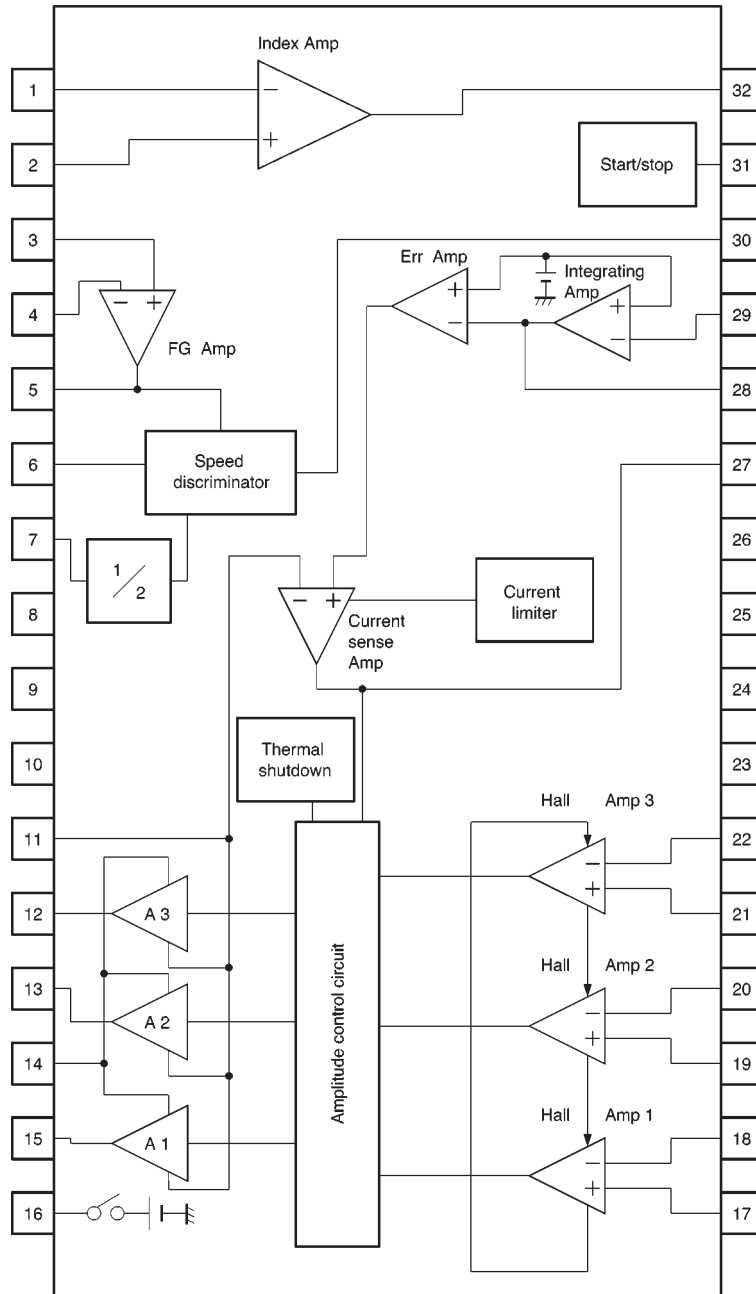 Index Amp
1
−
32
+
2
Start/stop
31
3
30
Err Amp
Integrating
Amp
+
− +
+
4
−
−
29
FG Amp
5
28
6
Speed
discriminator
27
7
1/2
26
− +
Current
limiter
8
25
Current
sense
Amp
9
24
Thermal
shutdown
10
23
Hall Amp 3
11
22
−
+
12
A 3
21
Hall Amp 2
13
20
−
A 2
+
14
19
Amplitude control circuit
Hall Amp 1
15
A 1
18
−
+
16
17